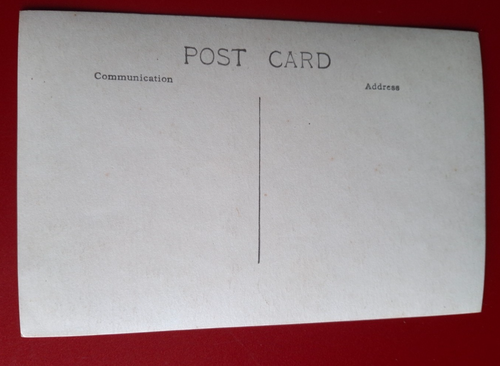 POST CARD
Communication
Address